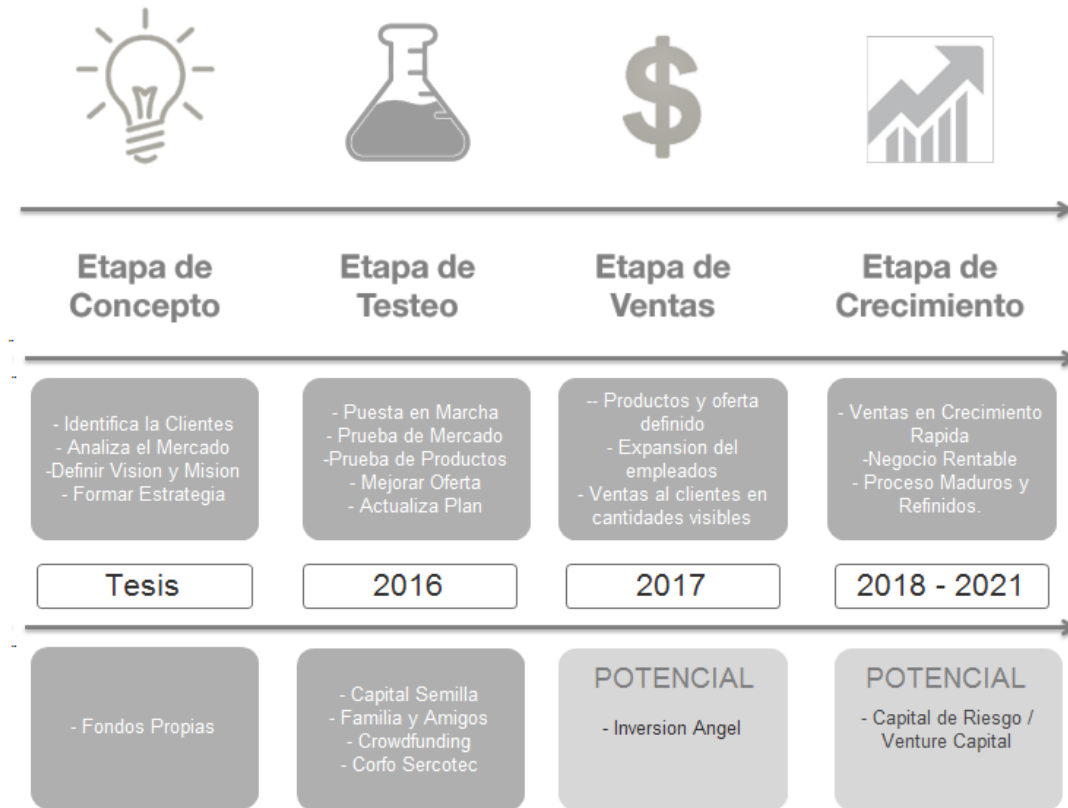 Etapa de
Concepto
Etapa de
Testeo
Etapa de
Ventas
Etapa de
Crecimiento
- Identifica la Clientes
- Analiza el Mercado
-Definir Vision y Mision
- Formar Estrategia
- Puesta en Marcha
- Prueba de Mercado
-Prueba de Productos
- Mejorar Oferta
- Actualiza Plan
-- Productos y oferta
definido
- Expansion del
empleados
- Ventas al clientes en
cantidades visibles
- Ventas en Crecimiento
Rapida
-Negocio Rentable
- Proceso Maduros y
Refinidos.
Tesis
2016
2017
2018 - 2021
- Fondos Propias
- Capital Semilla
- Familia y Amigos
- Crowdfunding
- Corfo Sercotec
POTENCIAL
- Inversion Angel
POTENCIAL
- Capital de Riesgo /
Venture Capital